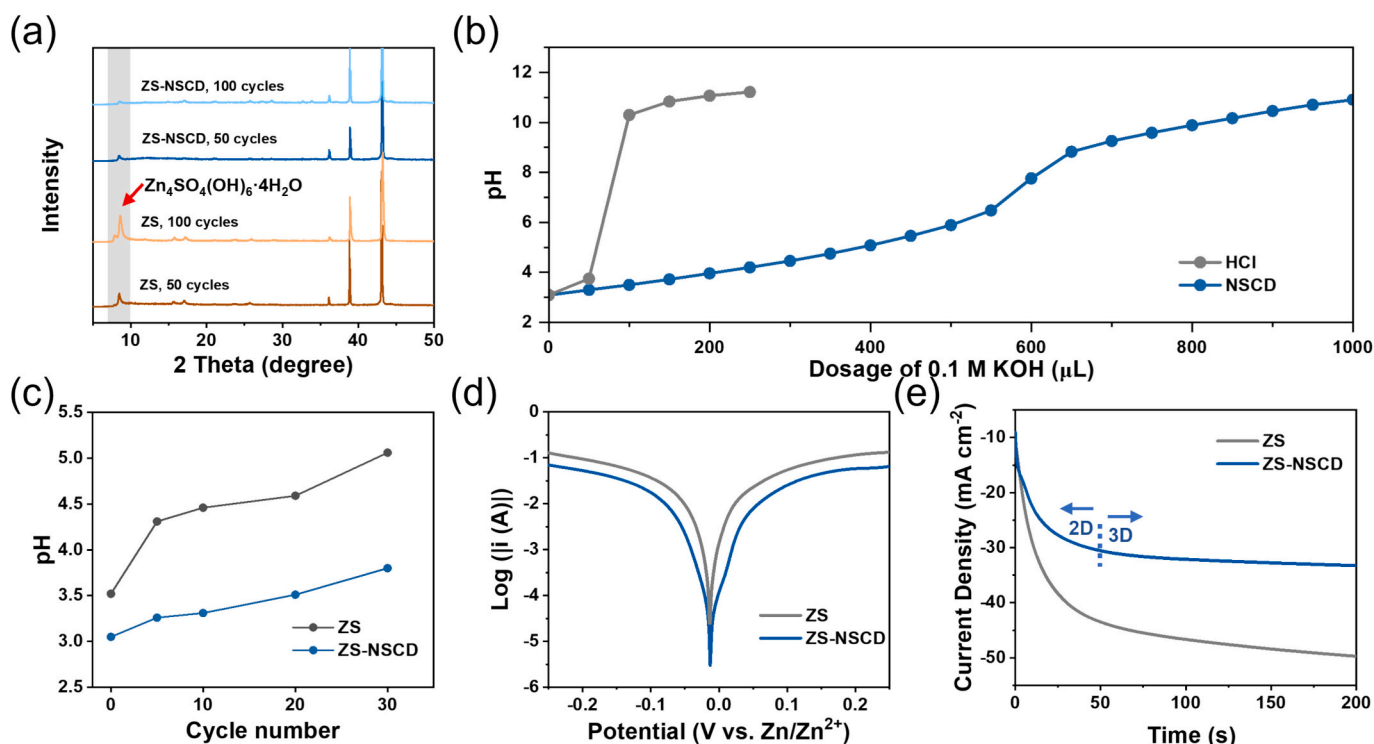 (a)
ZS-NSCD, 100 cycles
ZS-NSCD, 50 cycles
Zn4SO4(OH)6·4H2O
ZS, 100 cycles
ZS, 50 cycles
Intensity
10 20 30 40 50
2 Theta (degree)
(b)
12
10
8
6
4
2
pH
HCl
NSCD
0 200 400 600 800 1000
Dosage of 0.1 M KOH (μL)
(c)
5.5
5.0
4.5
4.0
3.5
3.0
2.5
pH
ZS
ZS-NSCD
0 10 20 30
Cycle number
(d)
0
-1
-2
-3
-4
-5
-6
Log (|i (A)|)
ZS
ZS-NSCD
-0.2 -0.1 0.0 0.1 0.2
Potential (V vs. Zn/Zn2+)
(e)
-10
-20
-30
-40
-50
Current Density (mA cm-2)
ZS
ZS-NSCD
2D 3D
0 50 100 150 200
Time (s)